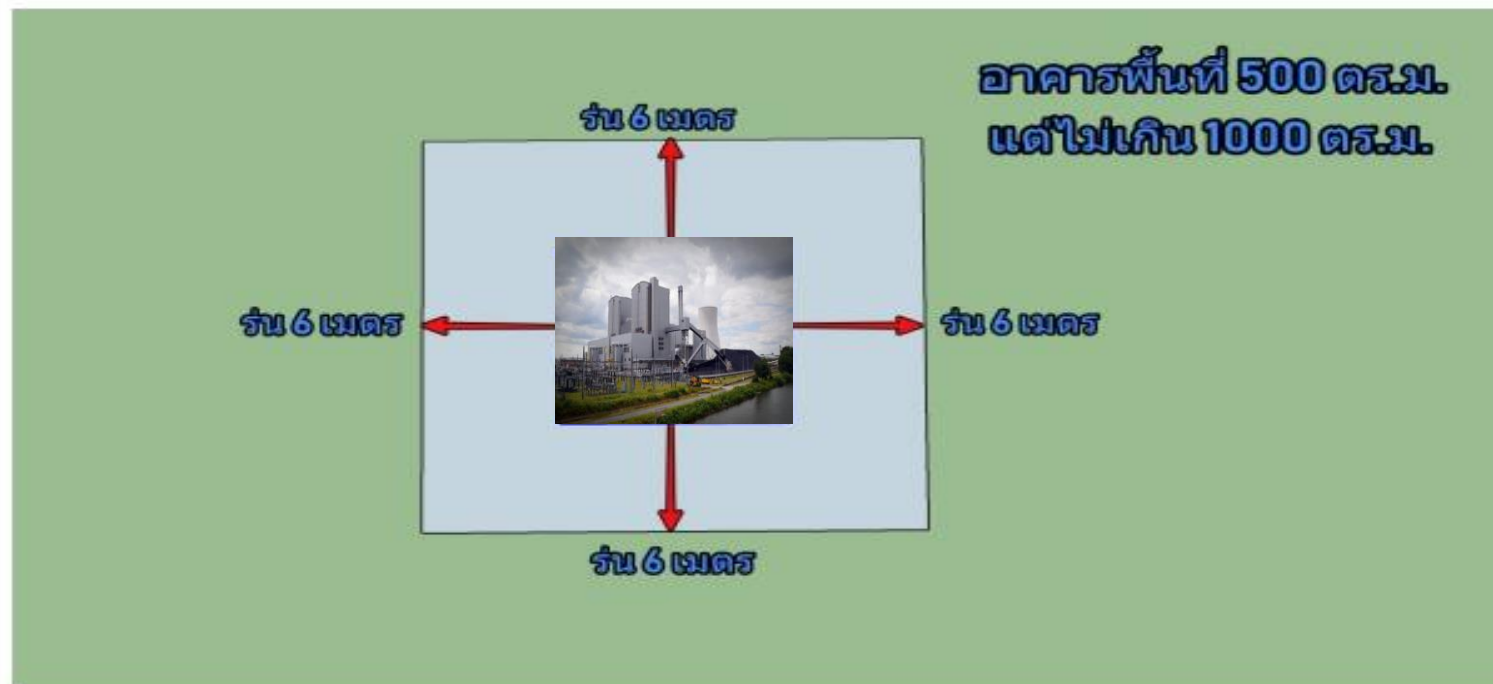 อาคารพื้นที่ 500 ตร.ม.
แต่ไม่เกิน 1000 ตร.ม.
ร่น 6 เมตร
ร่น 6 เมตร
ร่น 6 เมตร
ร่น 6 เมตร